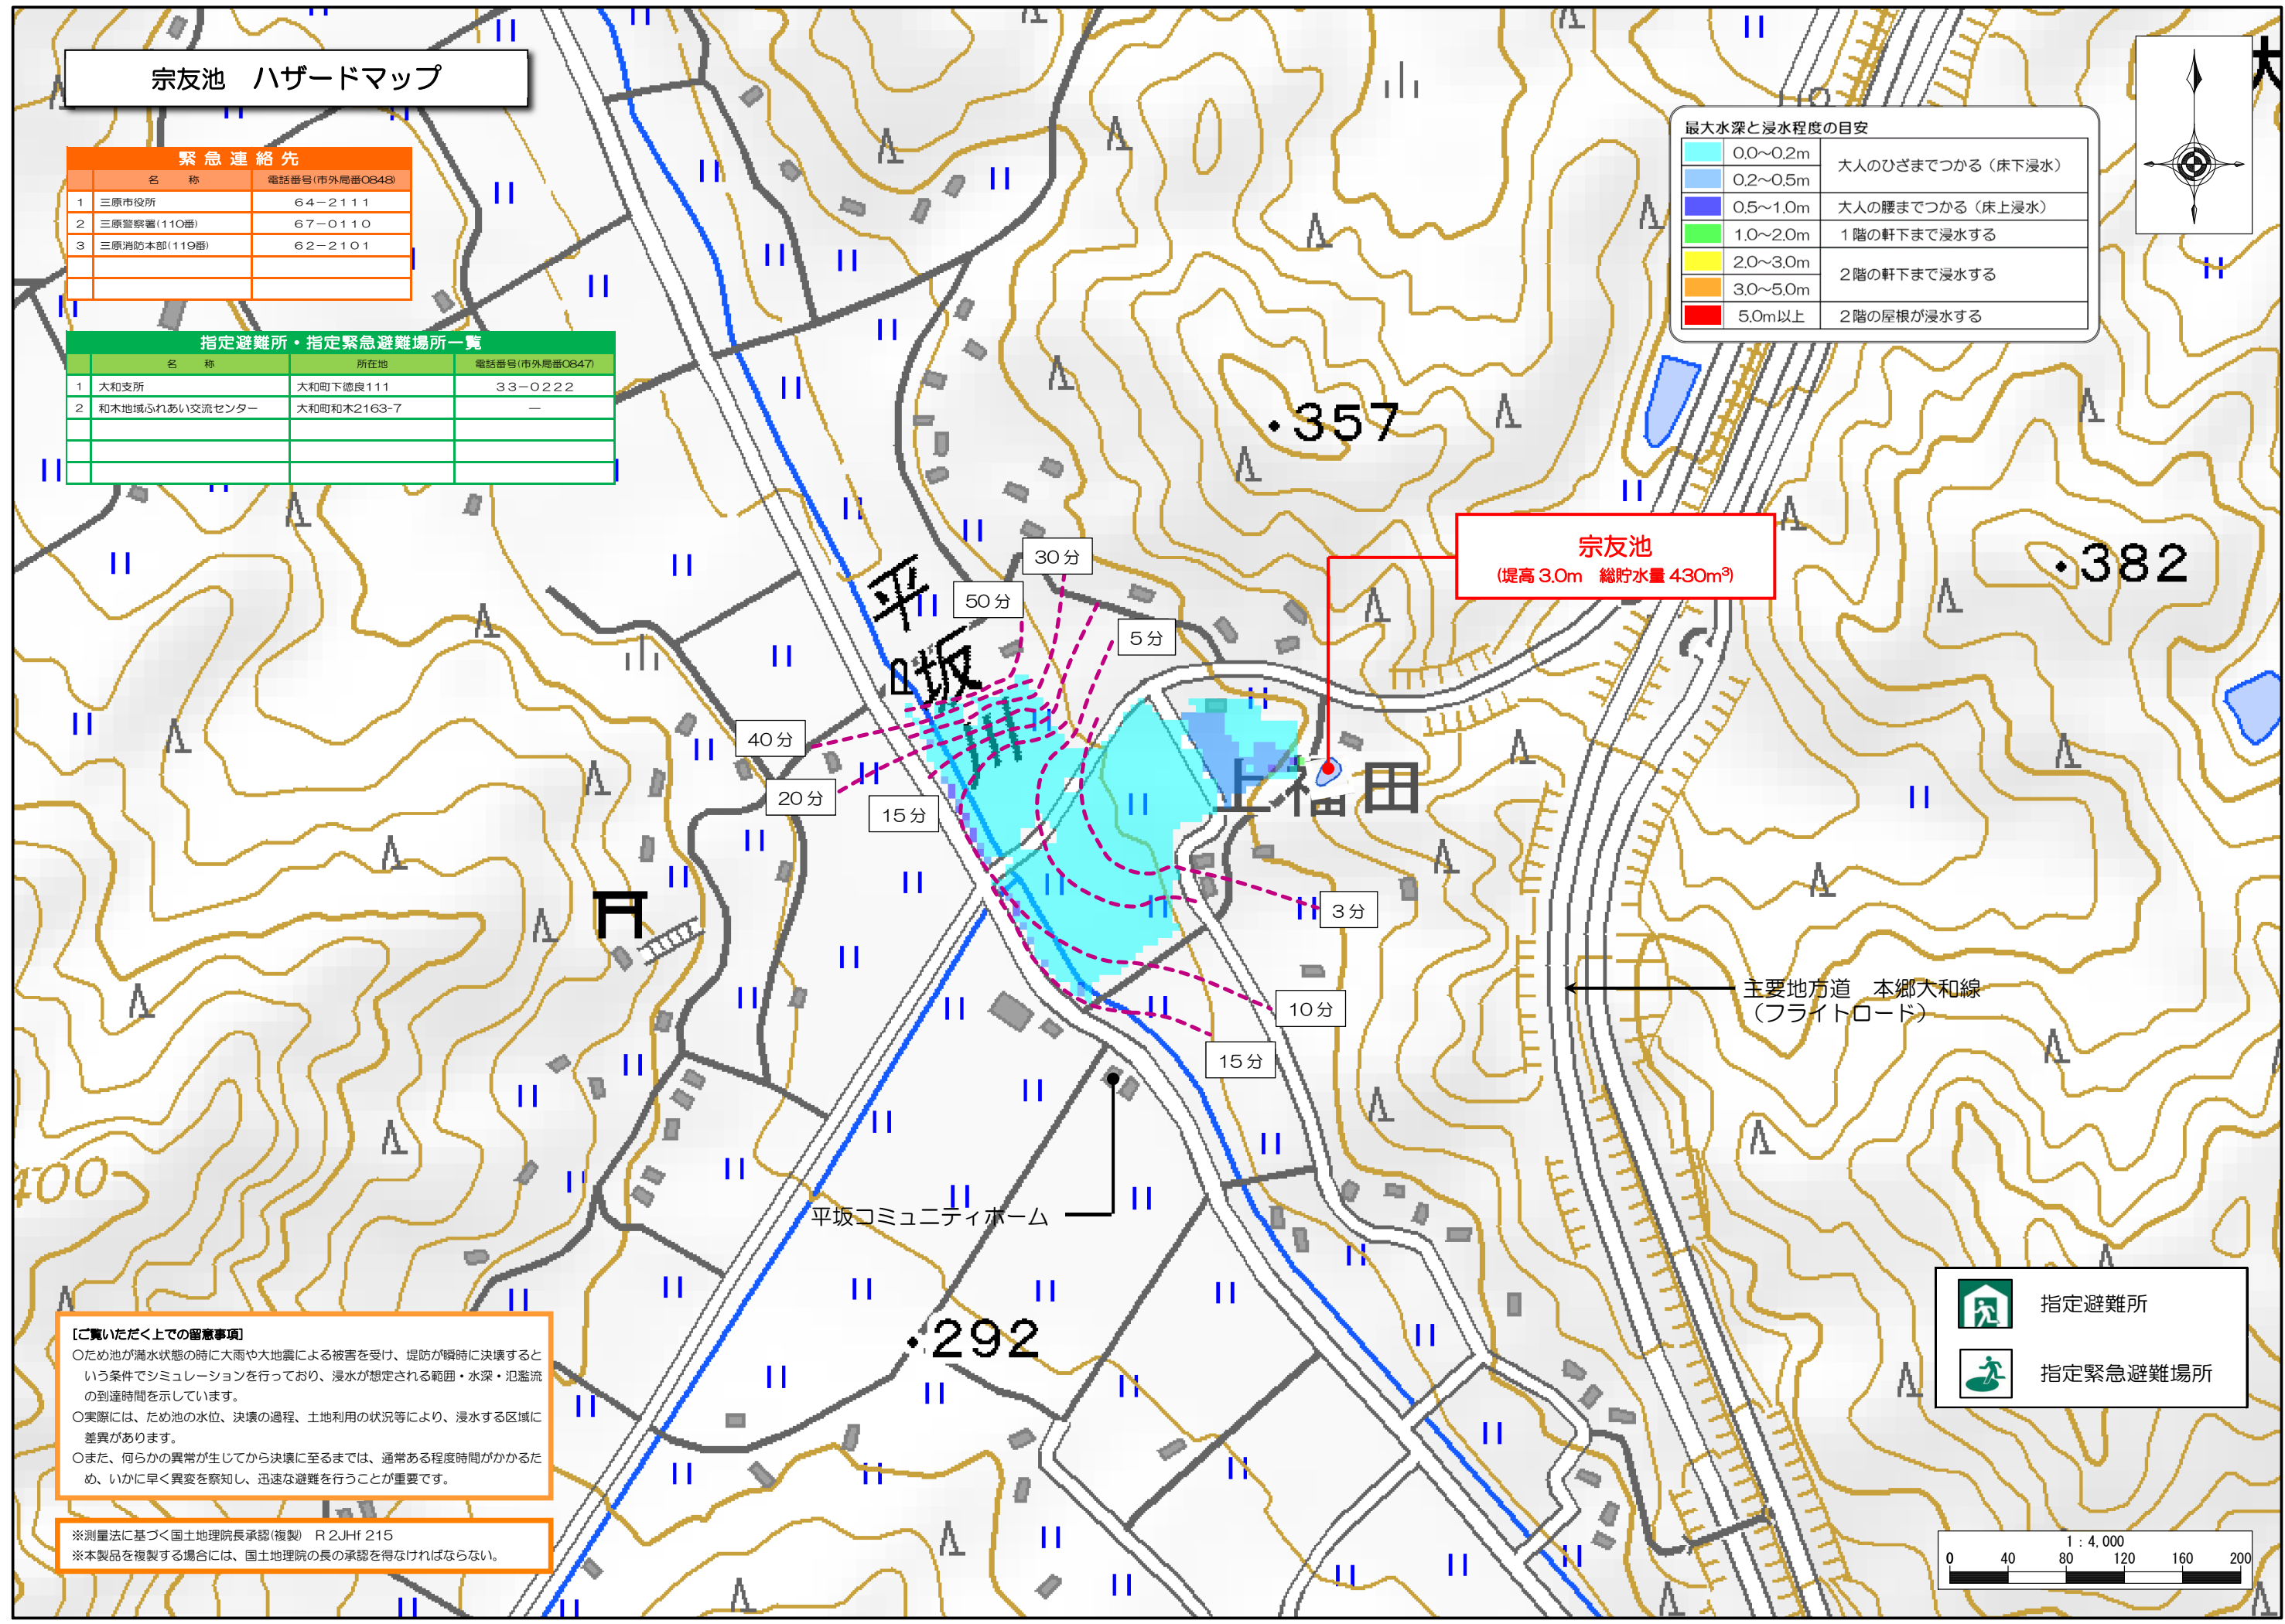 宗友池　ハザードマップ
緊急連絡先
名　称　電話番号(市外局番0848)
1　三原市役所　64-2111
2　三原警察署(110番)　67-0110
3　三原消防本部(119番)　62-2101
指定避難所・指定緊急避難場所一覧
名　称　所在地　電話番号(市外局番0847)
1　大和支所　大和町下徳良111　33-0222
2　和木地域ふれあい交流センター　大和町和木2163-7　—
最大水深と浸水程度の目安
0.0～0.2m　大人のひざまでつかる（床下浸水）
0.2～0.5m
0.5～1.0m　大人の腰までつかる（床上浸水）
1.0～2.0m　1階の軒下まで浸水する
2.0～3.0m　2階の軒下まで浸水する
3.0～5.0m
5.0m以上　2階の屋根が浸水する
・357
宗友池
(堤高 3.0m　総貯水量 430m³)
・382
30分
50分
5分
平坂
川
40分
20分
15分
上福田
3分
10分
15分
主要地方道　本郷大和線
（フライトロード）
400
平坂コミュニティホーム
・292
[ご覧いただく上での留意事項]
○ため池が満水状態の時に大雨や大地震による被害を受け、堤防が瞬時に決壊すると
いう条件でシミュレーションを行っており、浸水が想定される範囲・水深・氾濫流
の到達時間を示しています。
○実際には、ため池の水位、決壊の過程、土地利用の状況等により、浸水する区域に
差異があります。
○また、何らかの異常が生じてから決壊に至るまでは、通常ある程度時間がかかるた
め、いかに早く異変を察知し、迅速な避難を行うことが重要です。
※測量法に基づく国土地理院長承認(複製)　R 2JHf 215
※本製品を複製する場合には、国土地理院の長の承認を得なければならない。
指定避難所
指定緊急避難場所
1：4,000
0　40　80　120　160　200